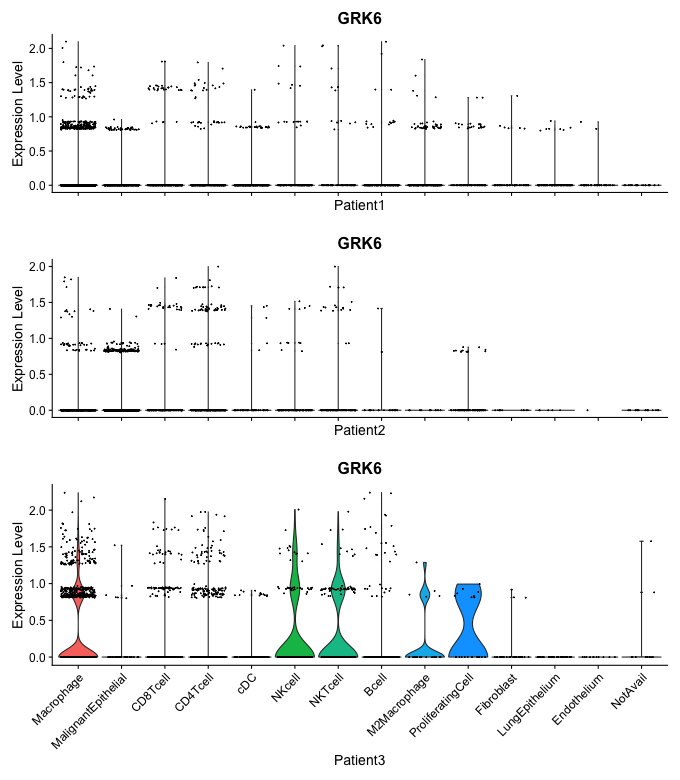 GRK6
2.0
1.5
1.0
0.5
0.0
Expression Level
Patient1
GRK6
2.0
1.5
1.0
0.5
0.0
Expression Level
Patient2
GRK6
2.0
1.5
1.0
0.5
0.0
Expression Level
Macrophage
MalignantEpithelial
CD8Tcell
CD4Tcell
cDC
NKcell
NKTcell
Bcell
M2Macrophage
ProliferatingCell
Fibroblast
LungEpithelium
Endothelium
NotAvail
Patient3